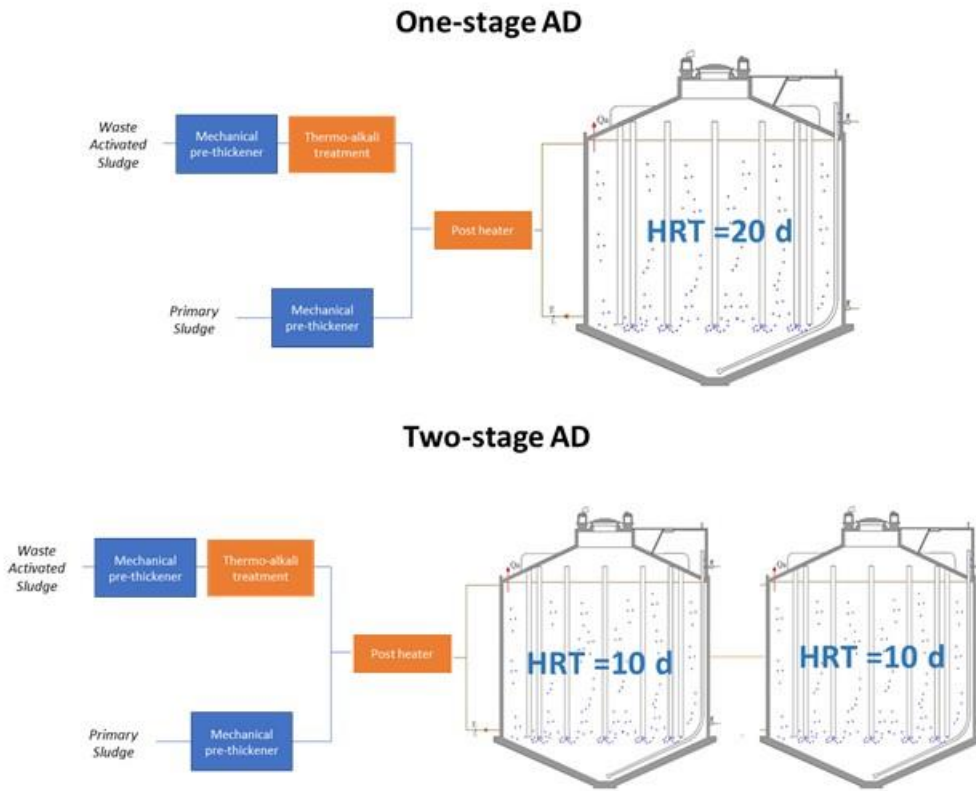 One-stage AD
Waste
Activated
Sludge
Mechanical
pre-thickener
Thermo-alkali
treatment
Post heater
Primary
Sludge
Mechanical
pre-thickener
HRT =20 d
Two-stage AD
Waste
Activated
Sludge
Mechanical
pre-thickener
Thermo-alkali
treatment
Post heater
Primary
Sludge
Mechanical
pre-thickener
HRT =10 d
HRT =10 d